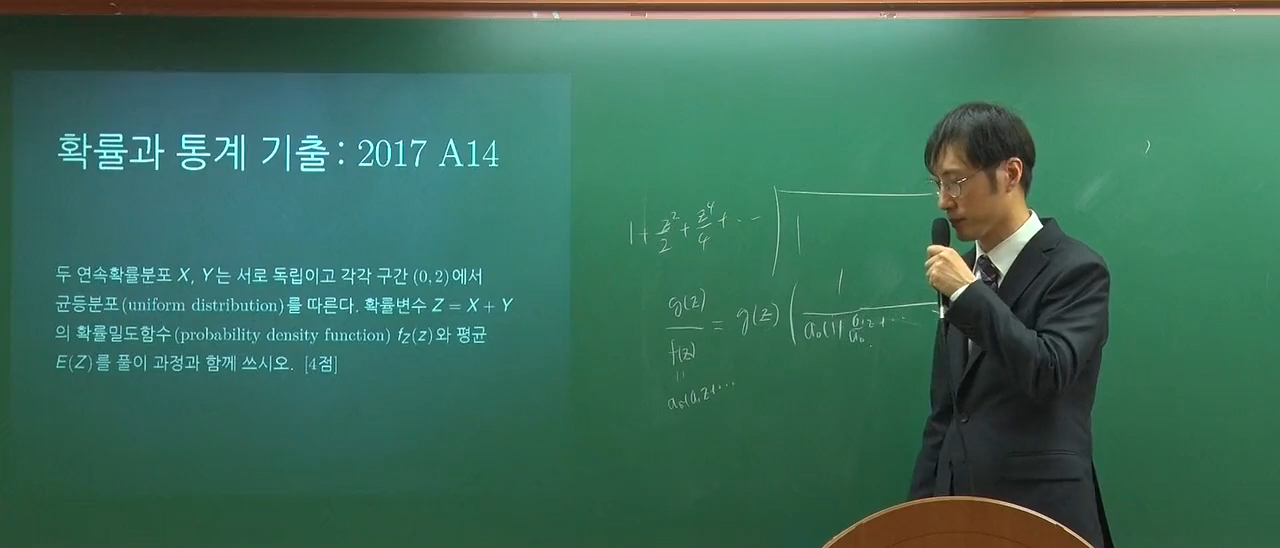 확률과 통계 기출: 2017 A14
두 연속확률분포 X, Y는 서로 독립이고 각각 구간 (0, 2)에서
균등분포(uniform distribution)를 따른다. 확률변수 Z = X + Y
의 확률밀도함수(probability density function) f_Z(z)와 평균
E(Z)를 풀이 과정과 함께 쓰시오. [4점]
1 + z²/2 + z⁴/4 + ⋯ 1
g(z)/f(z) = g(z) 1/a₀(1+
a₀+a₁z+⋯